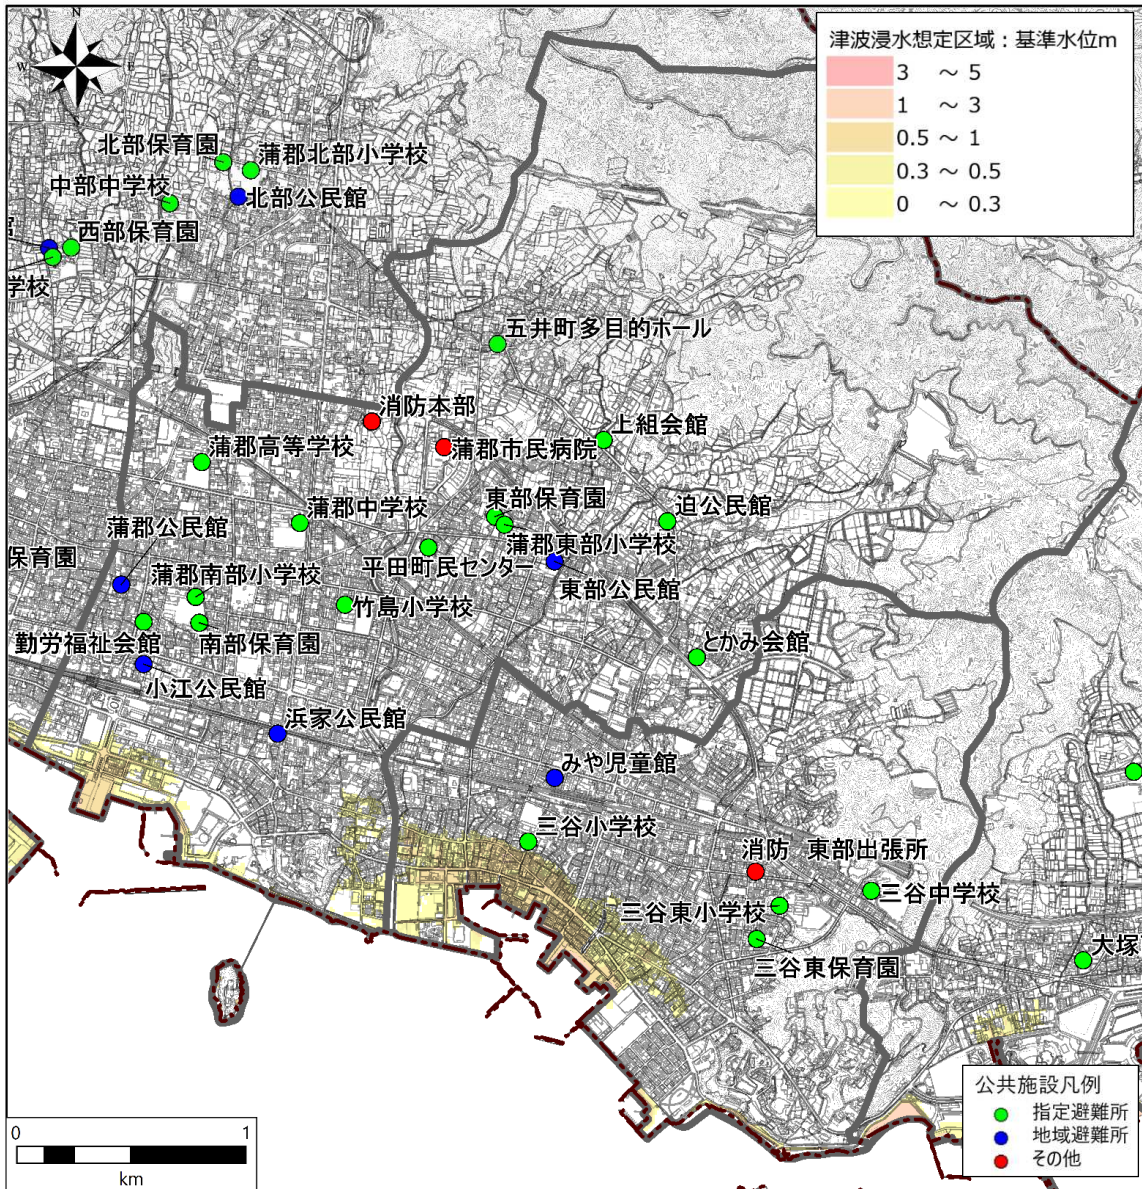 N
W
E
津波浸水想定区域：基準水位m
3 ～ 5
1 ～ 3
0.5 ～ 1
0.3 ～ 0.5
0 ～ 0.3
北部保育園
蒲郡北部小学校
中部中学校
北部公民館
西部保育園
学校
五井町多目的ホール
消防本部
上組会館
蒲郡高等学校
蒲郡市民病院
東部保育園
迫公民館
蒲郡中学校
蒲郡公民館
蒲郡東部小学校
保育園
平田町民センター
蒲郡南部小学校
東部公民館
竹島小学校
勤労福祉会館
南部保育園
とかみ会館
小江公民館
浜家公民館
みや児童館
三谷小学校
消防 東部出張所
三谷中学校
三谷東小学校
大塚
三谷東保育園
公共施設凡例
指定避難所
地域避難所
その他
0 1
km